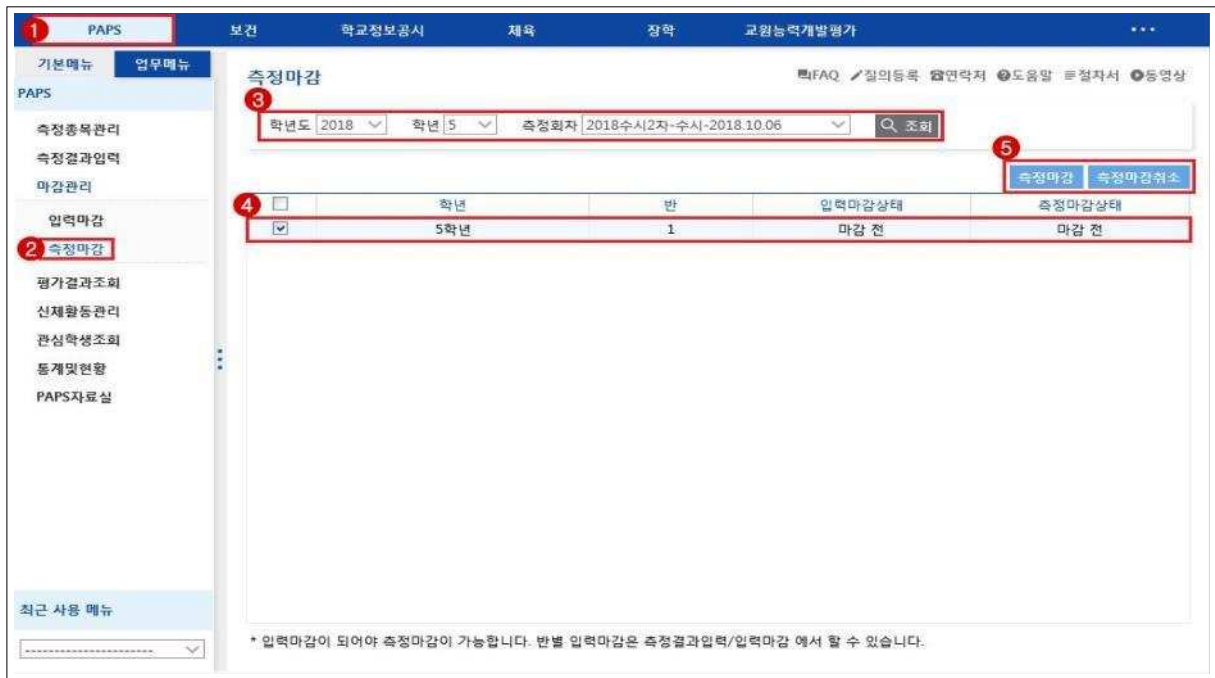 1 PAPS 보건 학교정보공시 체육 장학 교원능력개발평가 ...
기본메뉴 업무메뉴
PAPS
측정종목관리
측정결과입력
마감관리
입력마감
2 측정마감
평가결과조회
신체활동관리
관심학생조회
통계및현황
PAPS자료실
최근 사용 메뉴
----------------------
측정마감
FAQ 질의등록 연락처 도움말 절차서 동영상
3
학년도 2018 학년 5 측정회차 2018수시2차-수시-2018.10.06 조회
5
측정마감 측정마감취소
4 학년 반 입력마감상태 측정마감상태
5학년 1 마감 전 마감 전
* 입력마감이 되어야 측정마감이 가능합니다. 반별 입력마감은 측정결과입력/입력마감 에서 할 수 있습니다.